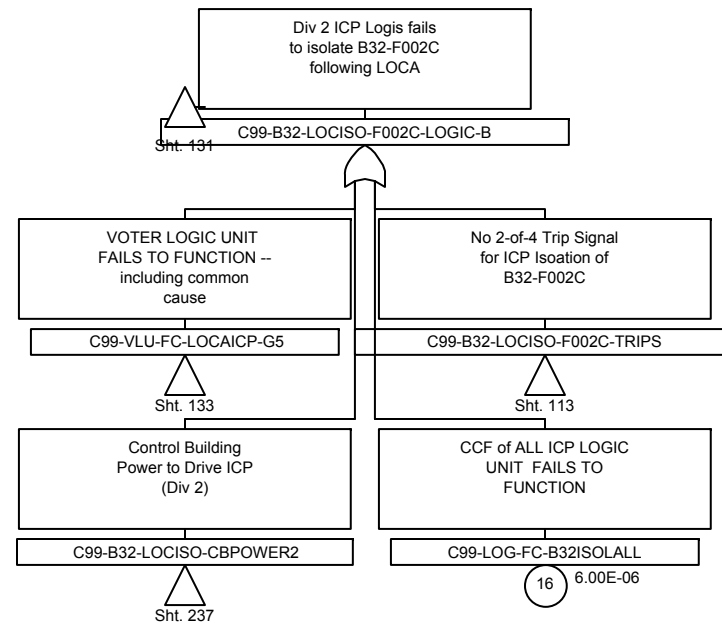 Div 2 ICP Logis fails
to isolate B32-F002C
following LOCA
C99-B32-LOCISO-F002C-LOGIC-B
Sht. 131
VOTER LOGIC UNIT
FAILS TO FUNCTION --
including common
cause
C99-VLU-FC-LOCAICP-G5
Sht. 133
No 2-of-4 Trip Signal
for ICP Isoation of
B32-F002C
C99-B32-LOCISO-F002C-TRIPS
Sht. 113
Control Building
Power to Drive ICP
(Div 2)
C99-B32-LOCISO-CBPOWER2
Sht. 237
CCF of ALL ICP LOGIC
UNIT FAILS TO
FUNCTION
C99-LOG-FC-B32ISOLALL
16 6.00E-06